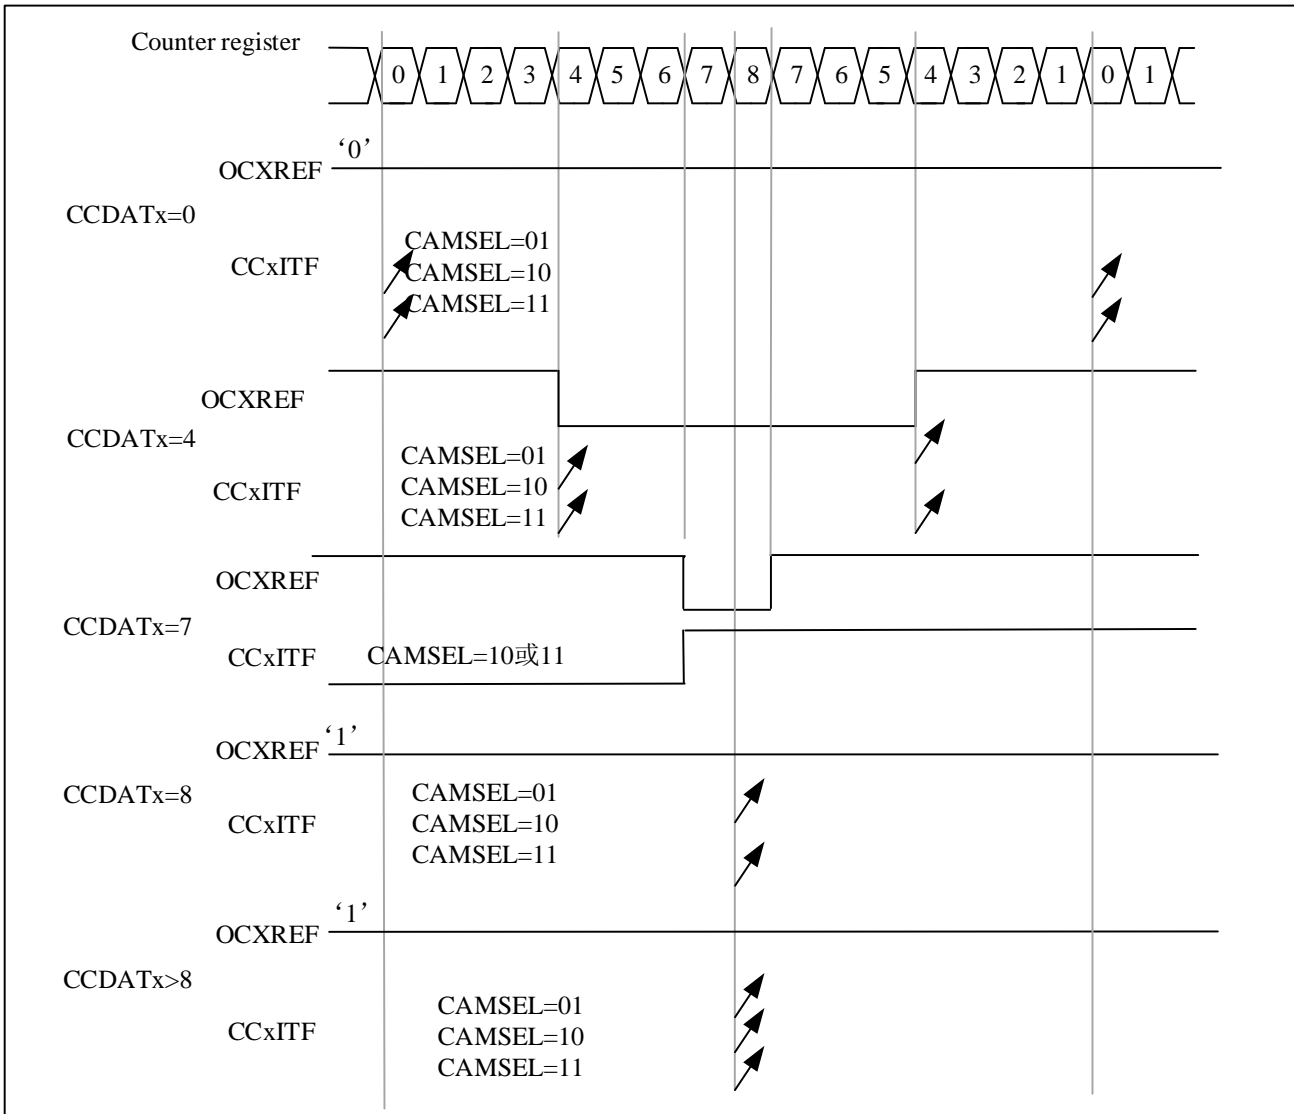 Counter register
0 1 2 3 4 5 6 7 8 7 6 5 4 3 2 1 0 1
‘0’
OCXREF
CCDATx=0
CAMSEL=01
CCxITF
CAMSEL=10
CAMSEL=11
OCXREF
CCDATx=4
CAMSEL=01
CAMSEL=10
CCxITF
CAMSEL=11
OCXREF
CCDATx=7
CCxITF
CAMSEL=10或11
‘1’
OCXREF
CCDATx=8
CAMSEL=01
CCxITF
CAMSEL=10
CAMSEL=11
‘1’
OCXREF
CCDATx>8
CAMSEL=01
CCxITF
CAMSEL=10
CAMSEL=11